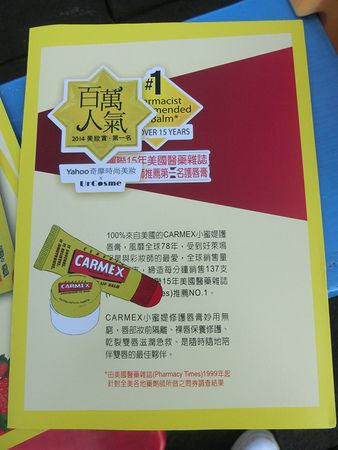 百萬
人氣
2014 美妝賞‧第一名
Yahoo奇摩時尚美妝
x
UrCosme
#1
OVER 15 YEARS
15年美國醫藥雜誌
推薦第一名護唇膏
100%來自美國的CARMEX小蜜媞護
唇膏，風靡全球78年，受到好萊塢
與彩妝師的最愛，全球銷售量
締造每分鐘銷售137支
15年美國醫藥雜誌
Times)推薦NO.1。
CARMEX
LIP BALM
CARMEX
CARMEX小蜜媞修護唇膏妙用無
窮，唇部妝前隔離、裸唇保養修護、
乾裂雙唇滋潤急救、是隨時隨地陪
伴雙唇的最佳夥伴。
*由美國醫藥雜誌(Pharmacy Times)1999年起
針對全美各地藥劑師所做之問券調查結果